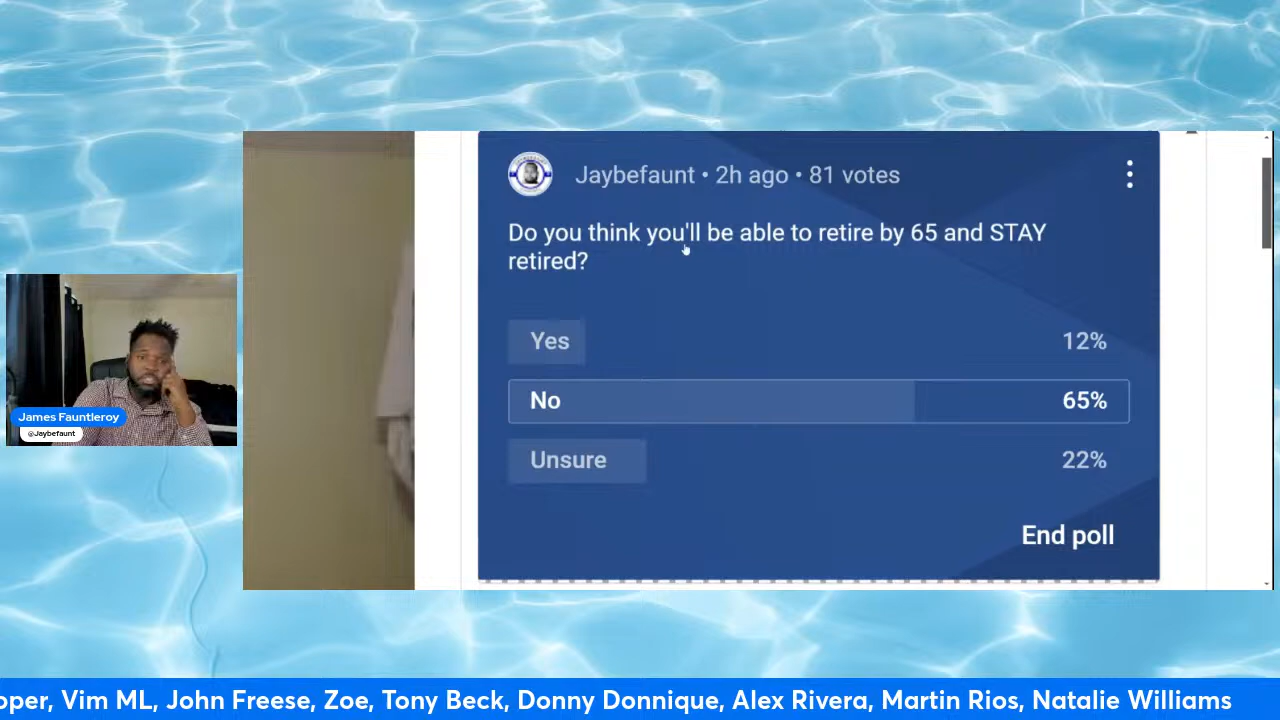 Jaybefaunt • 2h ago • 81 votes
Do you think you'll be able to retire by 65 and STAY
retired?
Yes 12%
No 65%
Unsure 22%
End poll
James Fauntleroy
@Jaybefaunt
oper, Vim ML, John Freese, Zoe, Tony Beck, Donny Donnique, Alex Rivera, Martin Rios, Natalie Williams